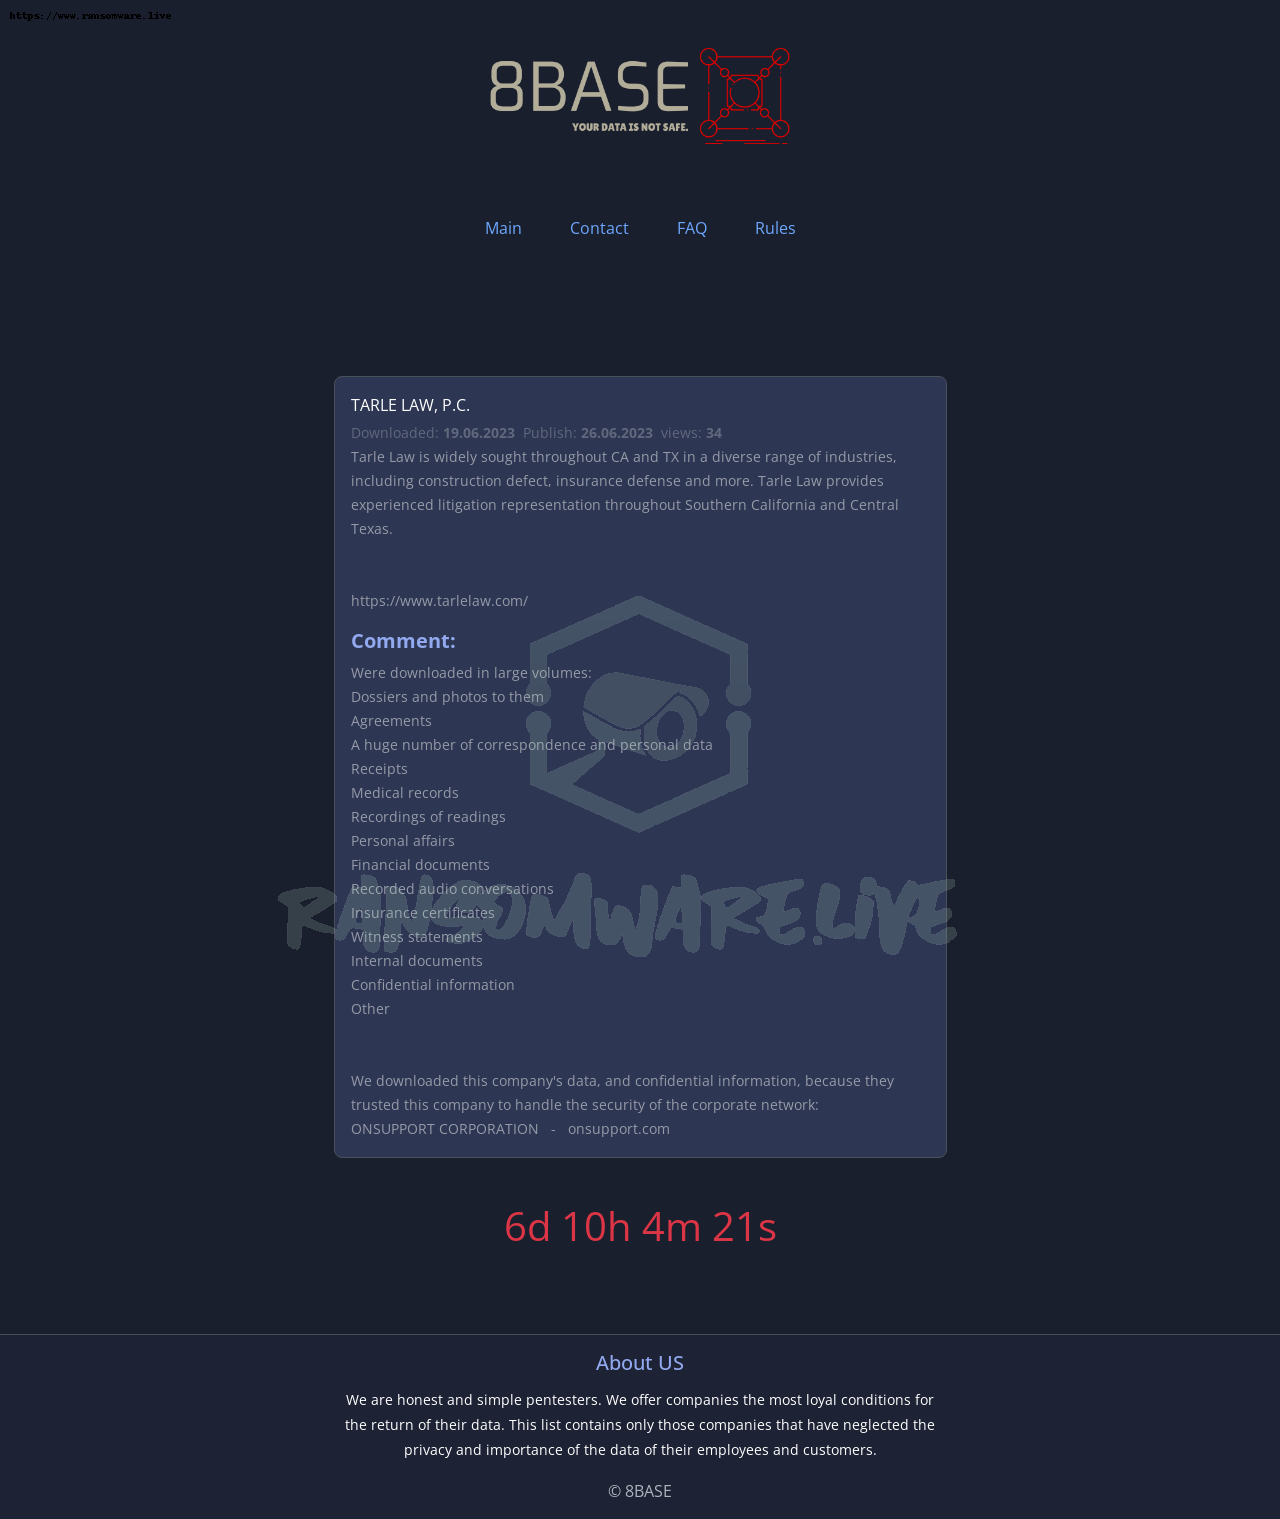 https://www.ransomware.live
8BASE
YOUR DATA IS NOT SAFE.
Main Contact FAQ Rules
TARLE LAW, P.C.
Downloaded: 19.06.2023 Publish: 26.06.2023 views: 34
Tarle Law is widely sought throughout CA and TX in a diverse range of industries,
including construction defect, insurance defense and more. Tarle Law provides
experienced litigation representation throughout Southern California and Central
Texas.
https://www.tarlelaw.com/
Comment:
Were downloaded in large volumes:
Dossiers and photos to them
Agreements
A huge number of correspondence and personal data
Receipts
Medical records
Recordings of readings
Personal affairs
Financial documents
Recorded audio conversations
RANSOMWARE.LIVE
Insurance certificates
Witness statements
Internal documents
Confidential information
Other
We downloaded this company's data, and confidential information, because they
trusted this company to handle the security of the corporate network:
ONSUPPORT CORPORATION - onsupport.com
6d 10h 4m 21s
About US
We are honest and simple pentesters. We offer companies the most loyal conditions for
the return of their data. This list contains only those companies that have neglected the
privacy and importance of the data of their employees and customers.
© 8BASE